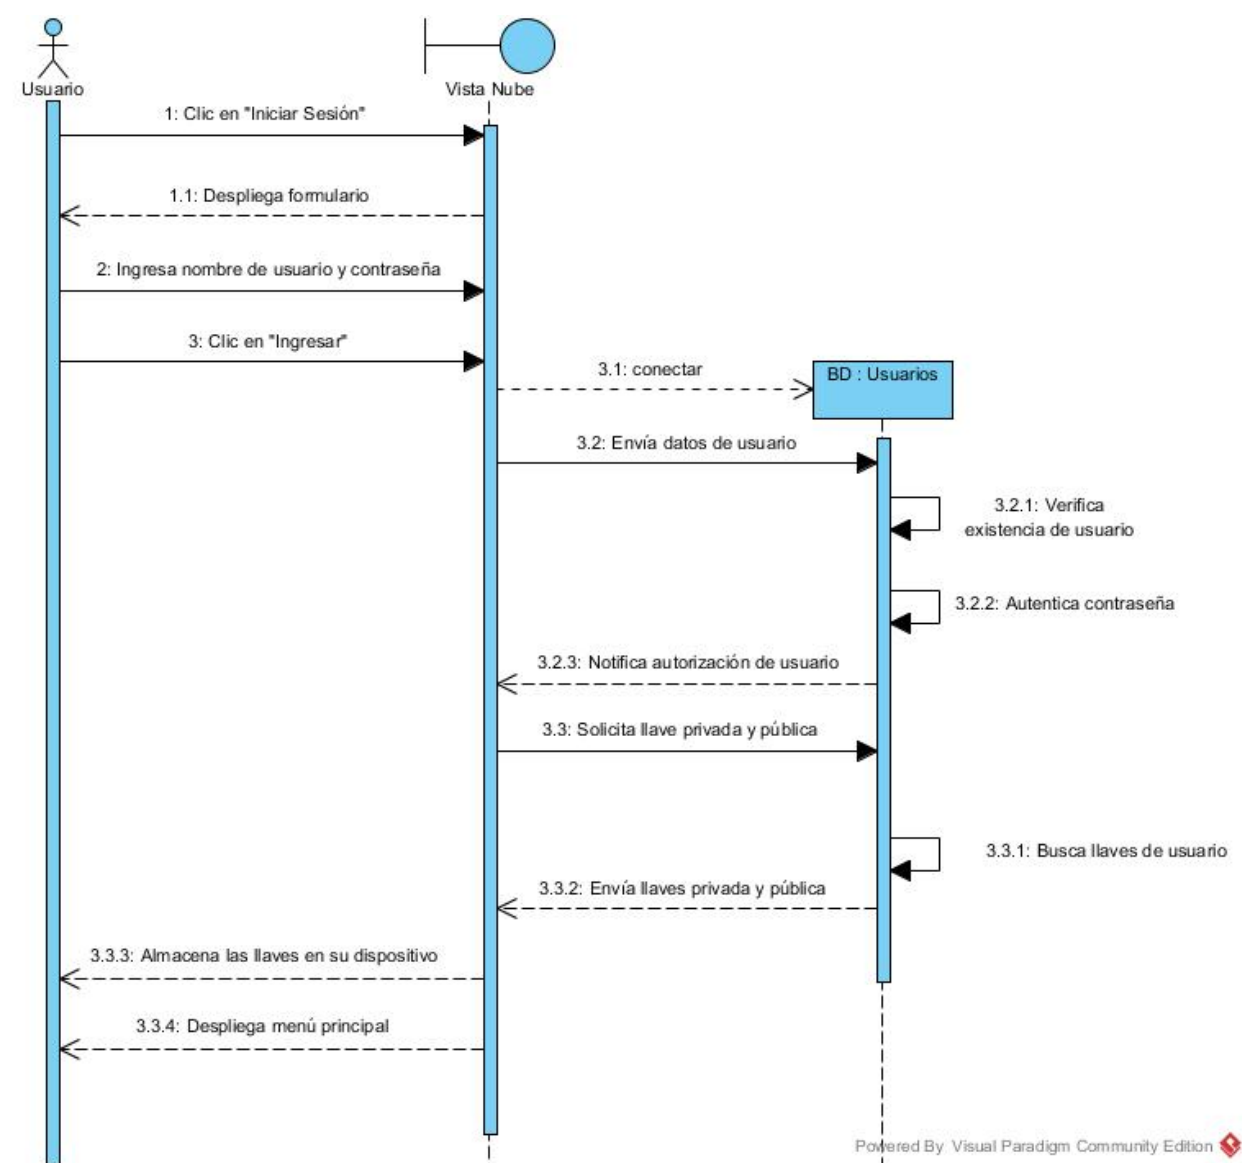 Usuario
Vista Nube
1: Clic en "Iniciar Sesión"
1.1: Despliega formulario
2: Ingresa nombre de usuario y contraseña
3: Clic en "Ingresar"
3.1: conectar
BD : Usuarios
3.2: Envía datos de usuario
3.2.1: Verifica
existencia de usuario
3.2.2: Autentica contraseña
3.2.3: Notifica autorización de usuario
3.3: Solicita llave privada y pública
3.3.1: Busca llaves de usuario
3.3.2: Envía llaves privada y pública
3.3.3: Almacena las llaves en su dispositivo
3.3.4: Despliega menú principal
Powered By Visual Paradigm Community Edition